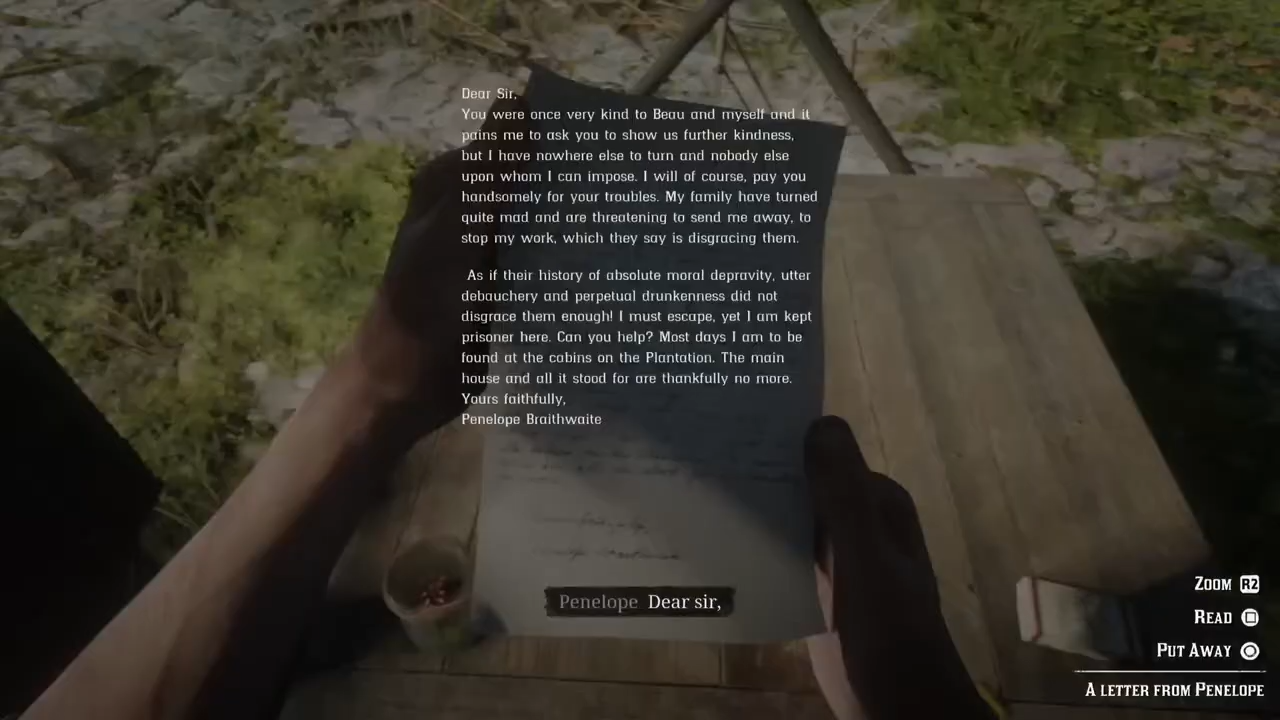 Dear Sir,
You were once very kind to Beau and myself and it
pains me to ask you to show us further kindness,
but I have nowhere else to turn and nobody else
upon whom I can impose. I will of course, pay you
handsomely for your troubles. My family have turned
quite mad and are threatening to send me away, to
stop my work, which they say is disgracing them.
As if their history of absolute moral depravity, utter
debauchery and perpetual drunkenness did not
disgrace them enough! I must escape, yet I am kept
prisoner here. Can you help? Most days I am to be
found at the cabins on the Plantation. The main
house and all it stood for are thankfully no more.
Yours faithfully,
Penelope Braithwaite
Penelope Dear sir,
ZOOM R2
READ
PUT AWAY
A LETTER FROM PENELOPE